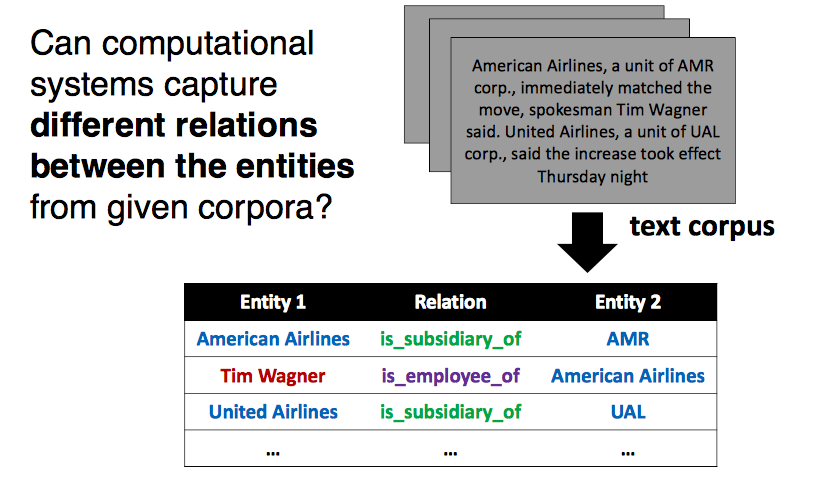 Can computational
systems capture
different relations
between the entities
from given corpora?
American Airlines, a unit of AMR
corp., immediately matched the
move, spokesman Tim Wagner
said. United Airlines, a unit of UAL
corp., said the increase took effect
Thursday night
text corpus
Entity 1 Relation Entity 2
American Airlines is_subsidiary_of AMR
Tim Wagner is_employee_of American Airlines
United Airlines is_subsidiary_of UAL
... ... ...